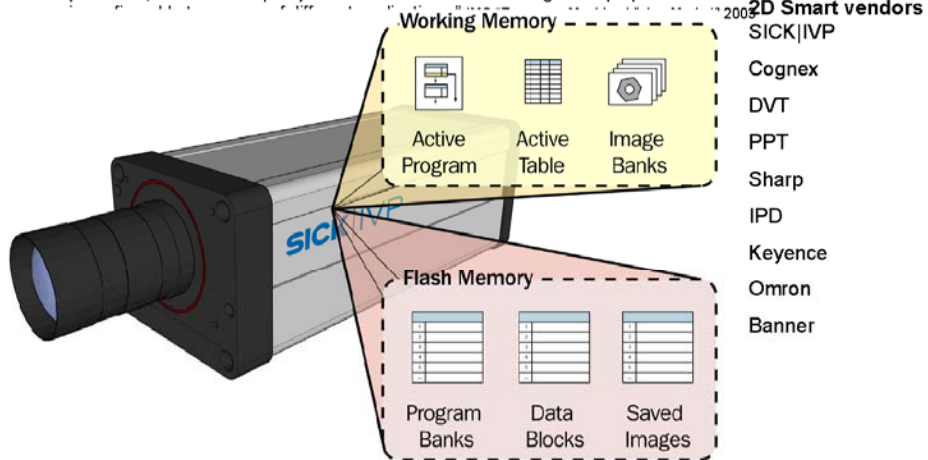 2003
2D Smart vendors
SICK|IVP
Cognex
DVT
PPT
Sharp
IPD
Keyence
Omron
Banner
Working Memory
Active
Program
Active
Table
Image
Banks
SICK IVP
Flash Memory
Program
Banks
Data
Blocks
Saved
Images